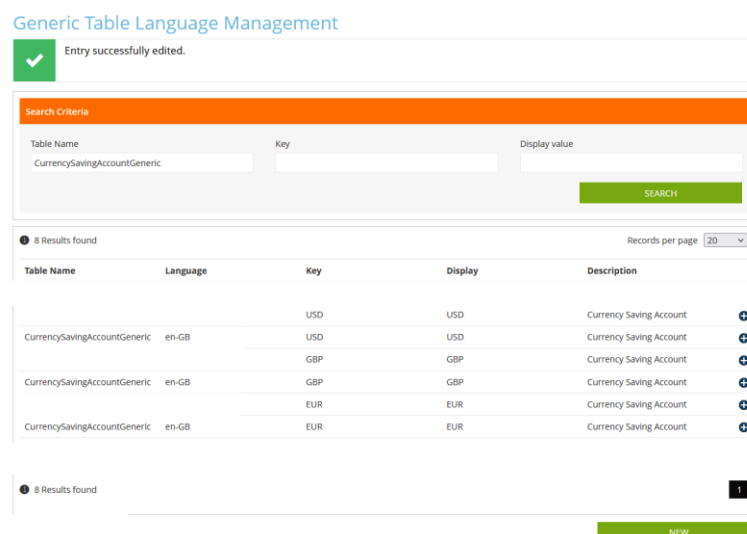 Generic Table Language Management
Entry successfully edited.
Search Criteria
Table Name Key Display value
CurrencySavingAccountGeneric
SEARCH
8 Results found Records per page 20
Table Name Language Key Display Description
USD USD Currency Saving Account
CurrencySavingAccountGeneric en-GB USD USD Currency Saving Account
GBP GBP Currency Saving Account
CurrencySavingAccountGeneric en-GB GBP GBP Currency Saving Account
EUR EUR Currency Saving Account
CurrencySavingAccountGeneric en-GB EUR EUR Currency Saving Account
8 Results found 1
NEW